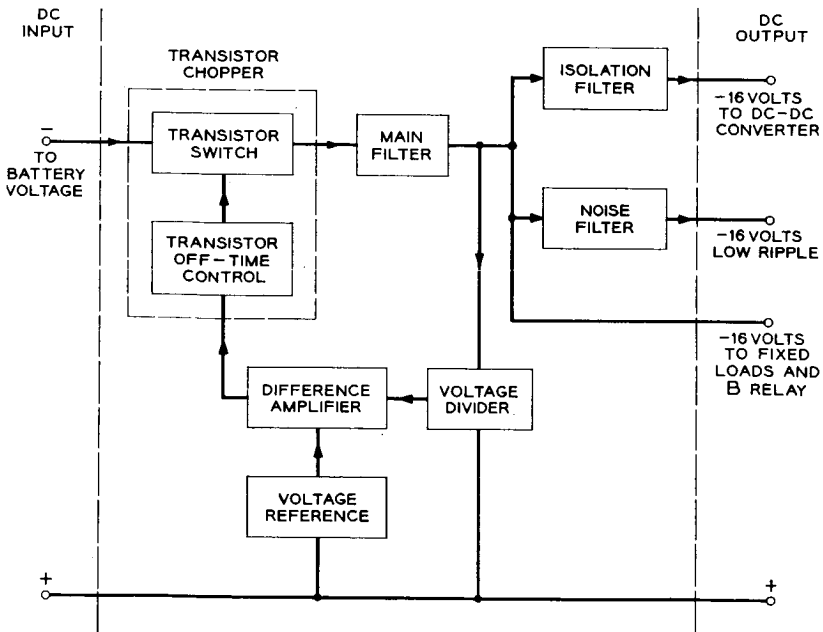 DC
INPUT
DC
OUTPUT
TRANSISTOR
CHOPPER
ISOLATION
FILTER
-16 VOLTS
TO DC-DC
CONVERTER
−
TO
BATTERY
VOLTAGE
TRANSISTOR
SWITCH
MAIN
FILTER
TRANSISTOR
OFF-TIME
CONTROL
NOISE
FILTER
-16 VOLTS
LOW RIPPLE
-16 VOLTS
TO FIXED
LOADS AND
B RELAY
DIFFERENCE
AMPLIFIER
VOLTAGE
DIVIDER
VOLTAGE
REFERENCE
+
+